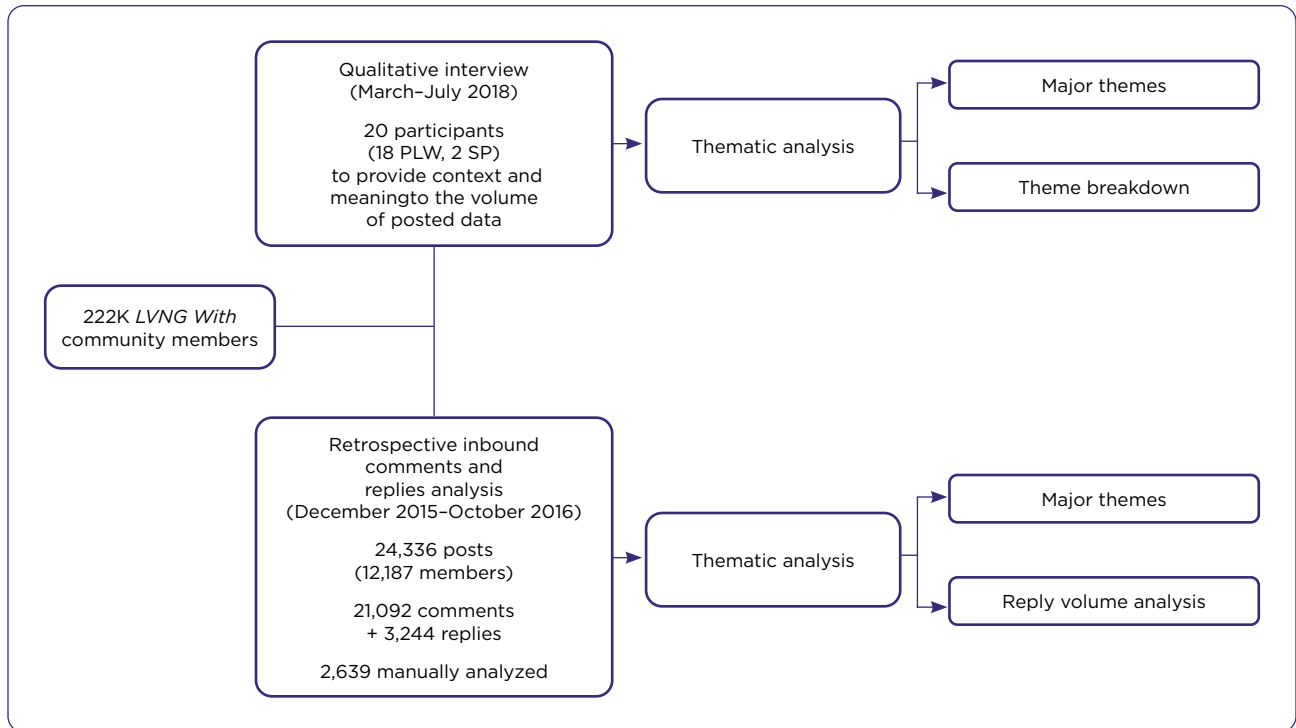 Qualitative interview
(March–July 2018)
20 participants
(18 PLW, 2 SP)
to provide context and
meaningto the volume
of posted data
Thematic analysis
Major themes
Theme breakdown
222K LVNG With
community members
Retrospective inbound
comments and
replies analysis
(December 2015–October 2016)
24,336 posts
(12,187 members)
21,092 comments
+ 3,244 replies
2,639 manually analyzed
Thematic analysis
Major themes
Reply volume analysis